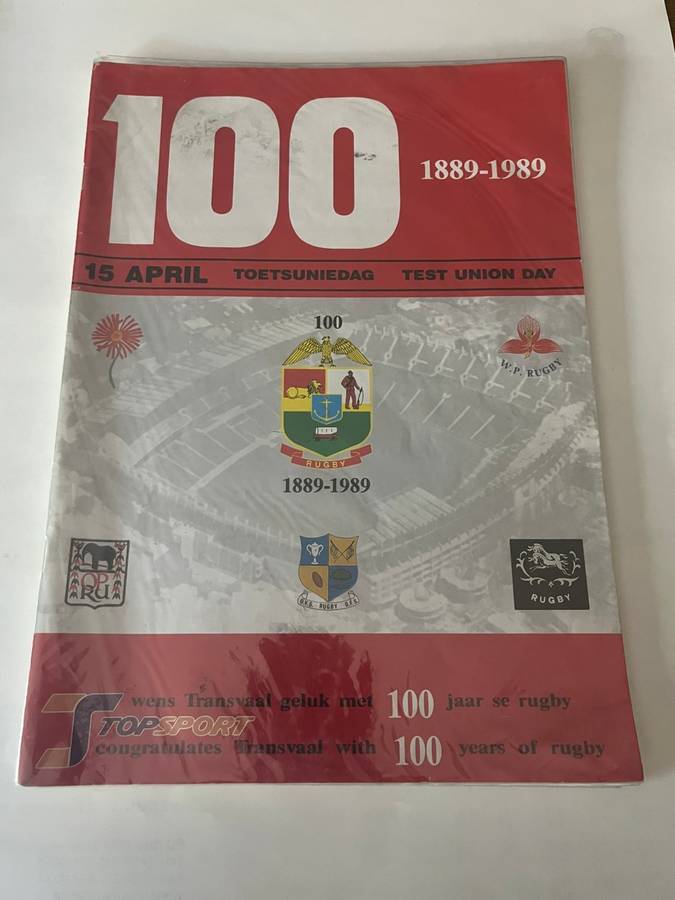 100
1889-1989
15 APRIL TOETSUNIEDAG TEST UNION DAY
100
W.P. RUGBY
RUGBY
1889-1989
O.V.S. RUGBY O.F.S.
RUGBY
wens Transvaal geluk met 100 jaar se rugby
TOPSPORT
congratulates Transvaal with 100 years of rugby